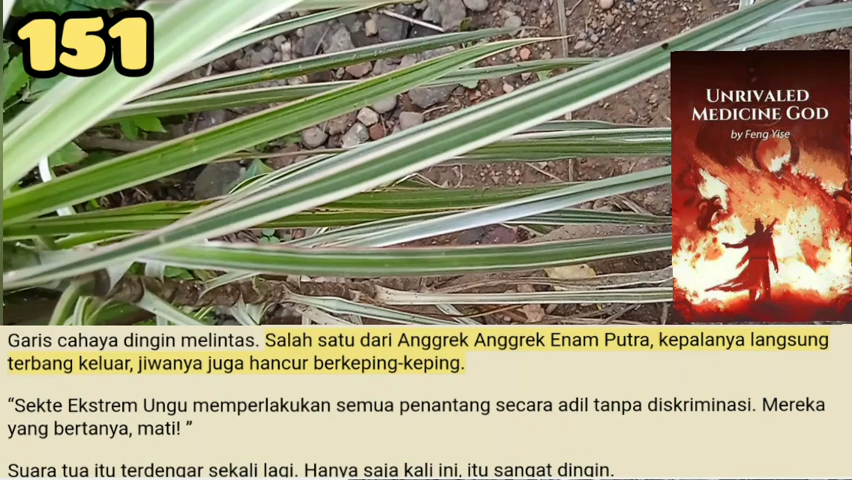 151
UNRIVALED
MEDICINE GOD
by Feng Yise
Garis cahaya dingin melintas. Salah satu dari Anggrek Anggrek Enam Putra, kepalanya langsung
terbang keluar, jiwanya juga hancur berkeping-keping.
“Sekte Ekstrem Ungu memperlakukan semua penantang secara adil tanpa diskriminasi. Mereka
yang bertanya, mati! ”
Suara tua itu terdengar sekali lagi. Hanya saja kali ini, itu sangat dingin.